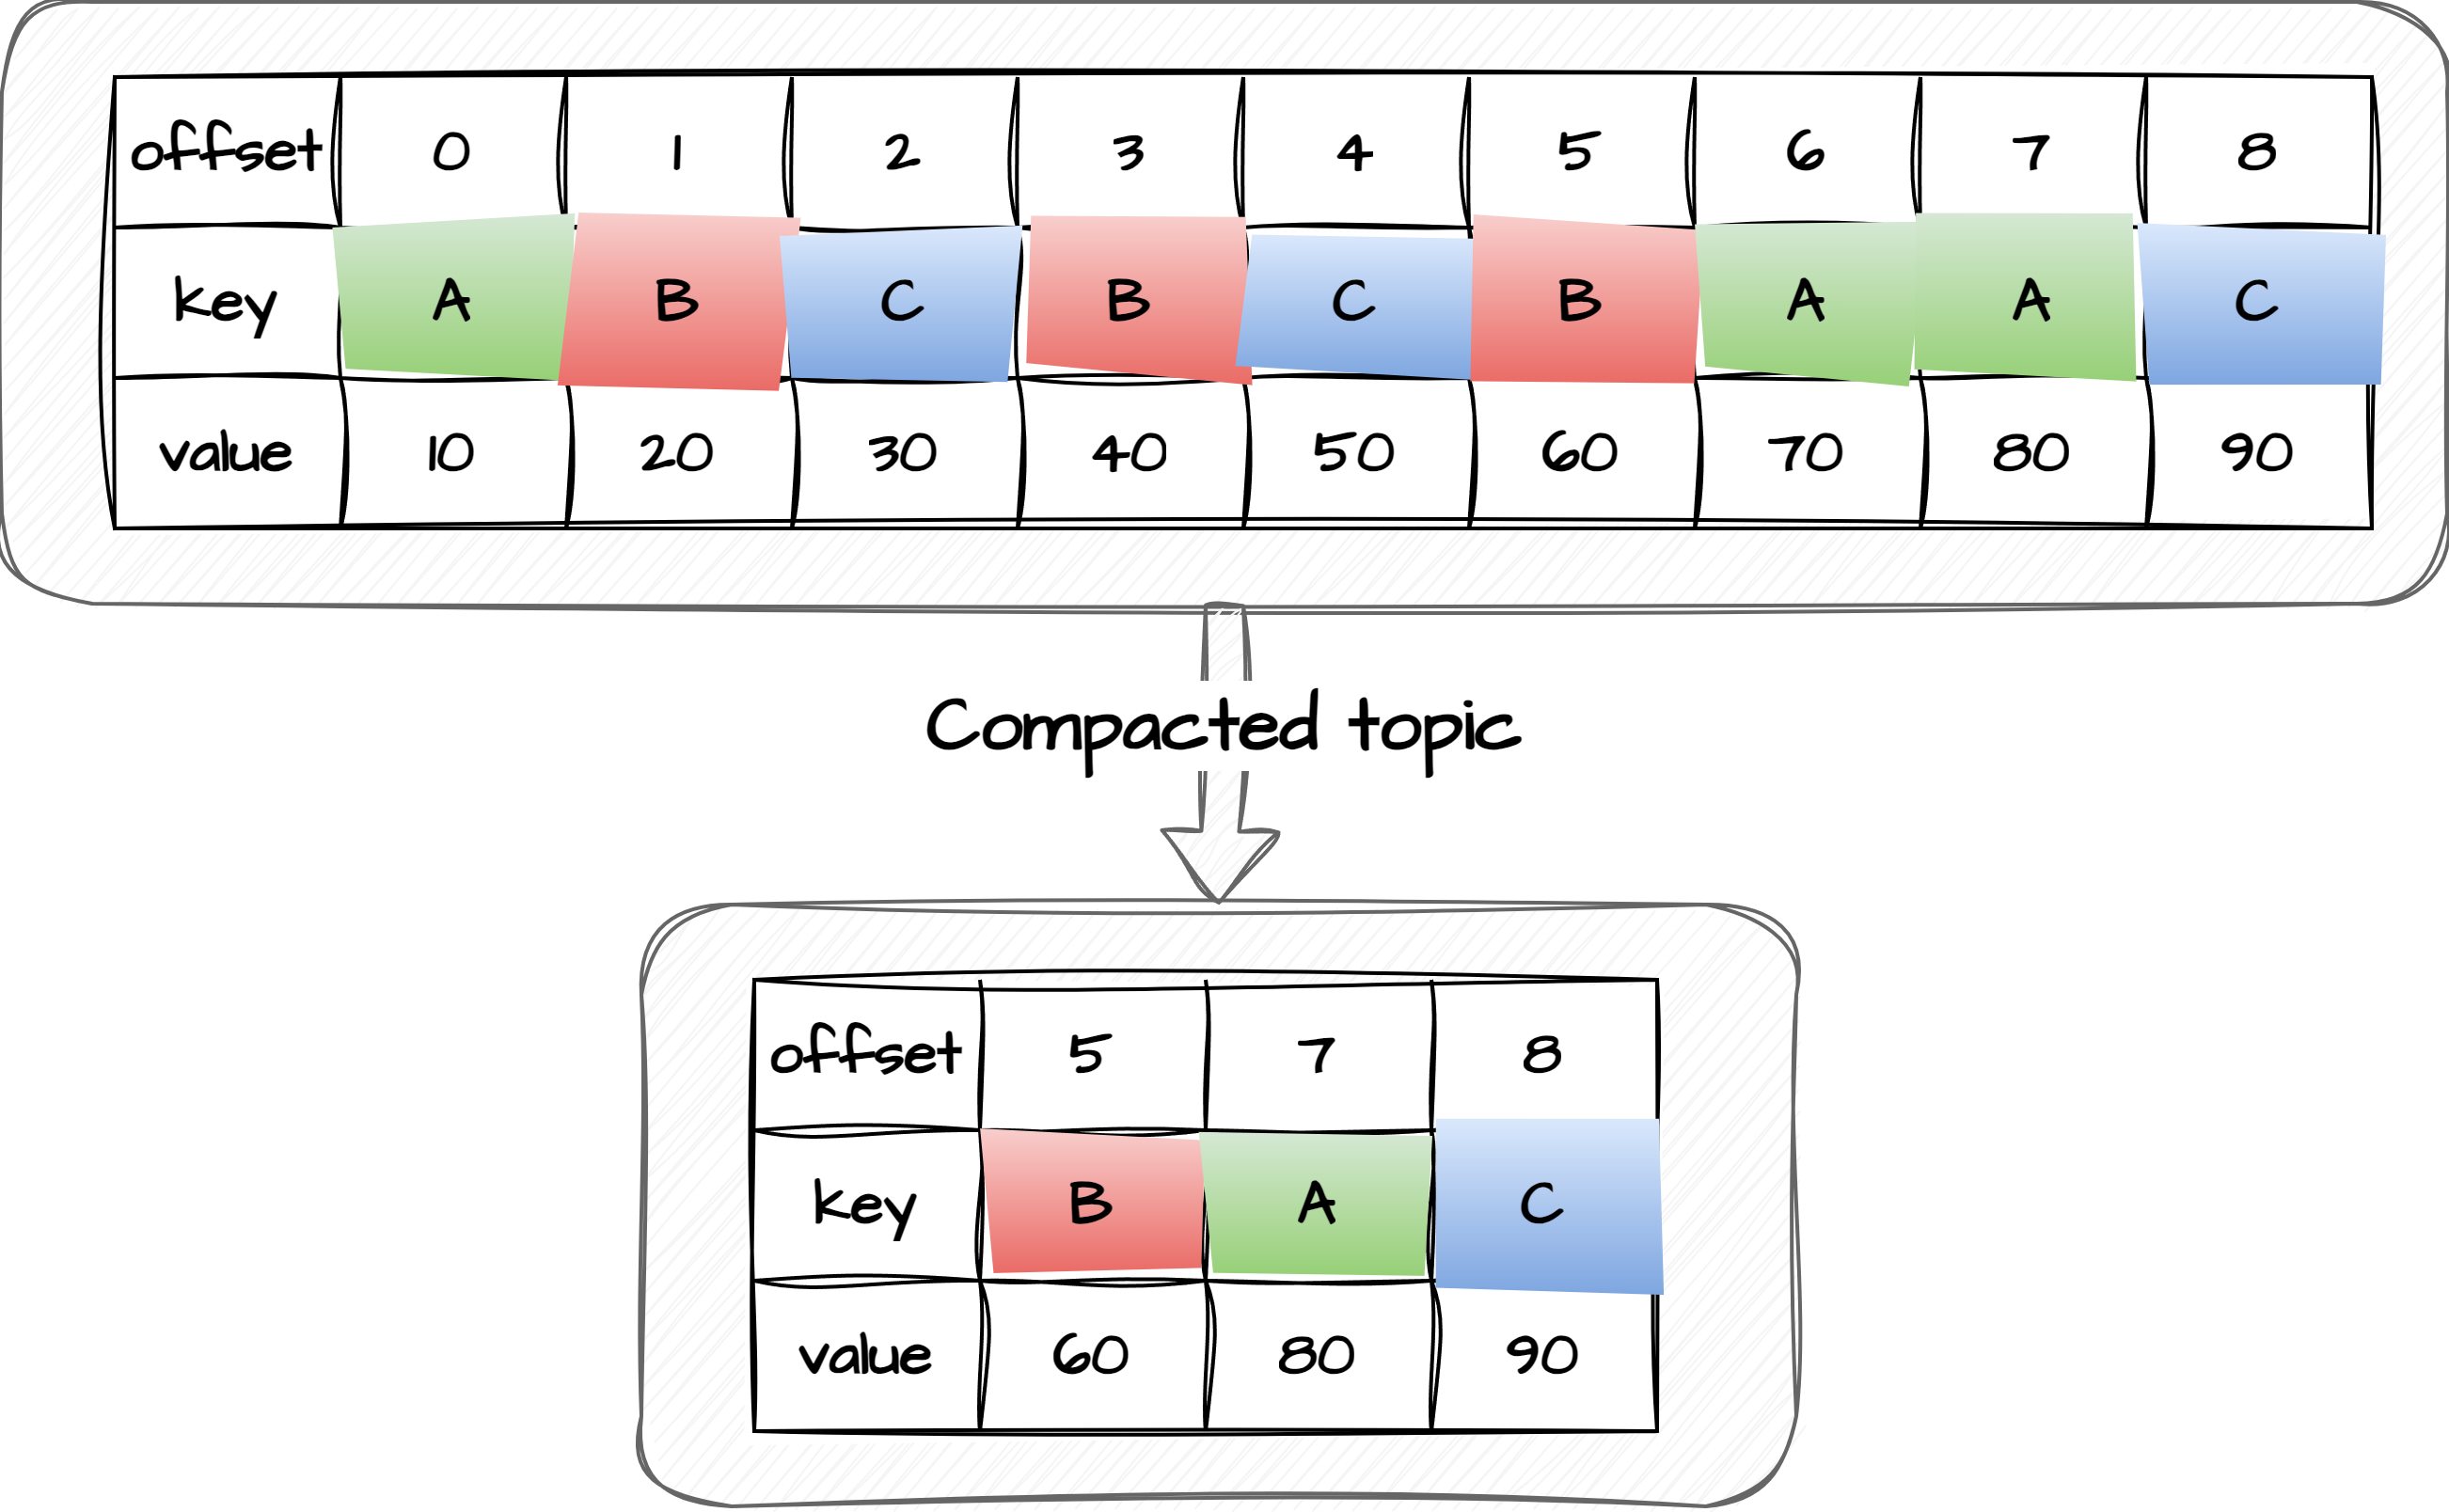 offset 0 1 2 3 4 5 6 7 8
key A B C B C B A A C
value 10 20 30 40 50 60 70 80 90
Compacted topic
offset 5 7 8
key B A C
value 60 80 90